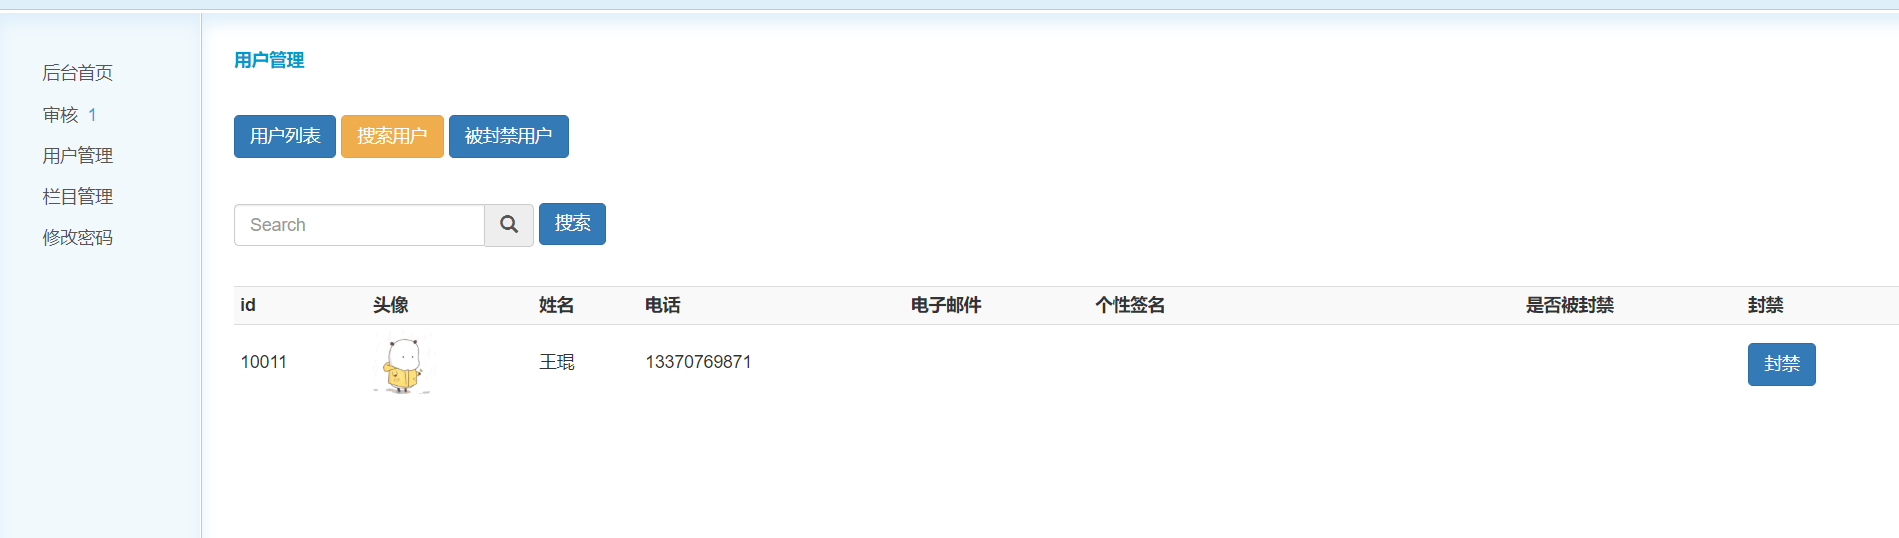 后台首页
审核 1
用户管理
栏目管理
修改密码
用户管理
用户列表 搜索用户 被封禁用户
Search 搜索
id 头像 姓名 电话 电子邮件 个性签名 是否被封禁 封禁
10011 王琨 13370769871 封禁